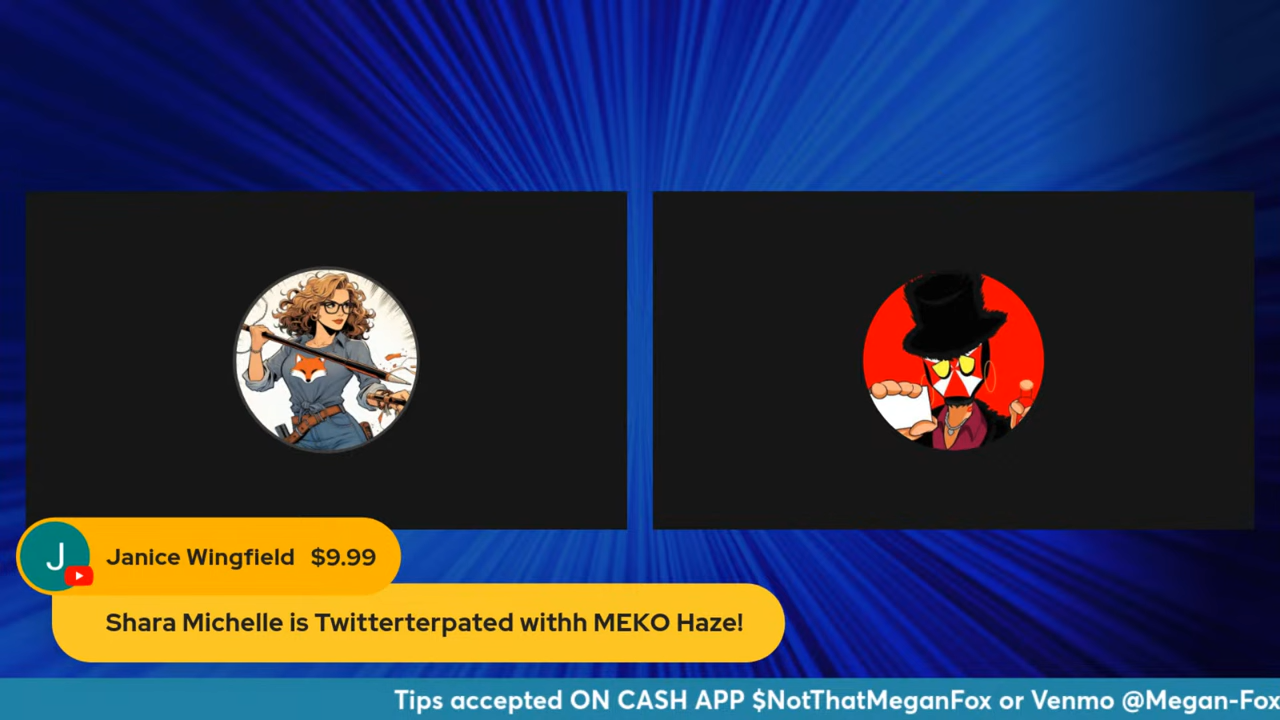 J
Janice Wingfield $9.99
Shara Michelle is Twitterterpated withh MEKO Haze!
Tips accepted ON CASH APP $NotThatMeganFox or Venmo @Megan-Fox